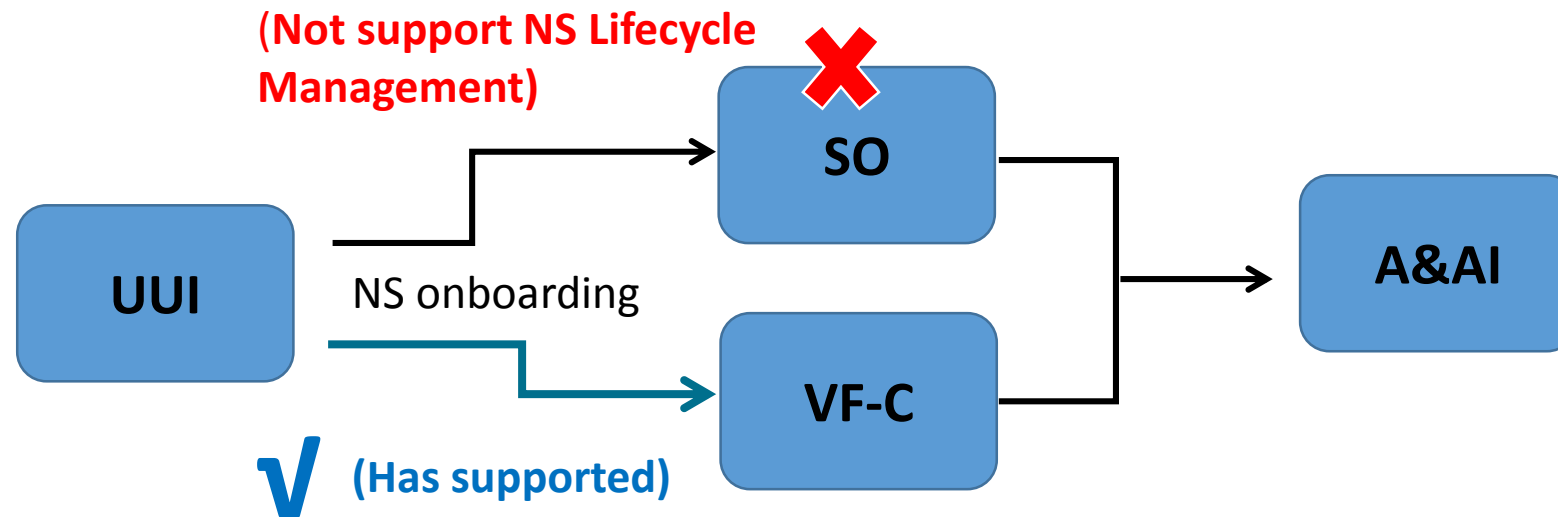 (Not support NS Lifecycle
Management)
SO
UUI
NS onboarding
A&AI
VF-C
√ (Has supported)